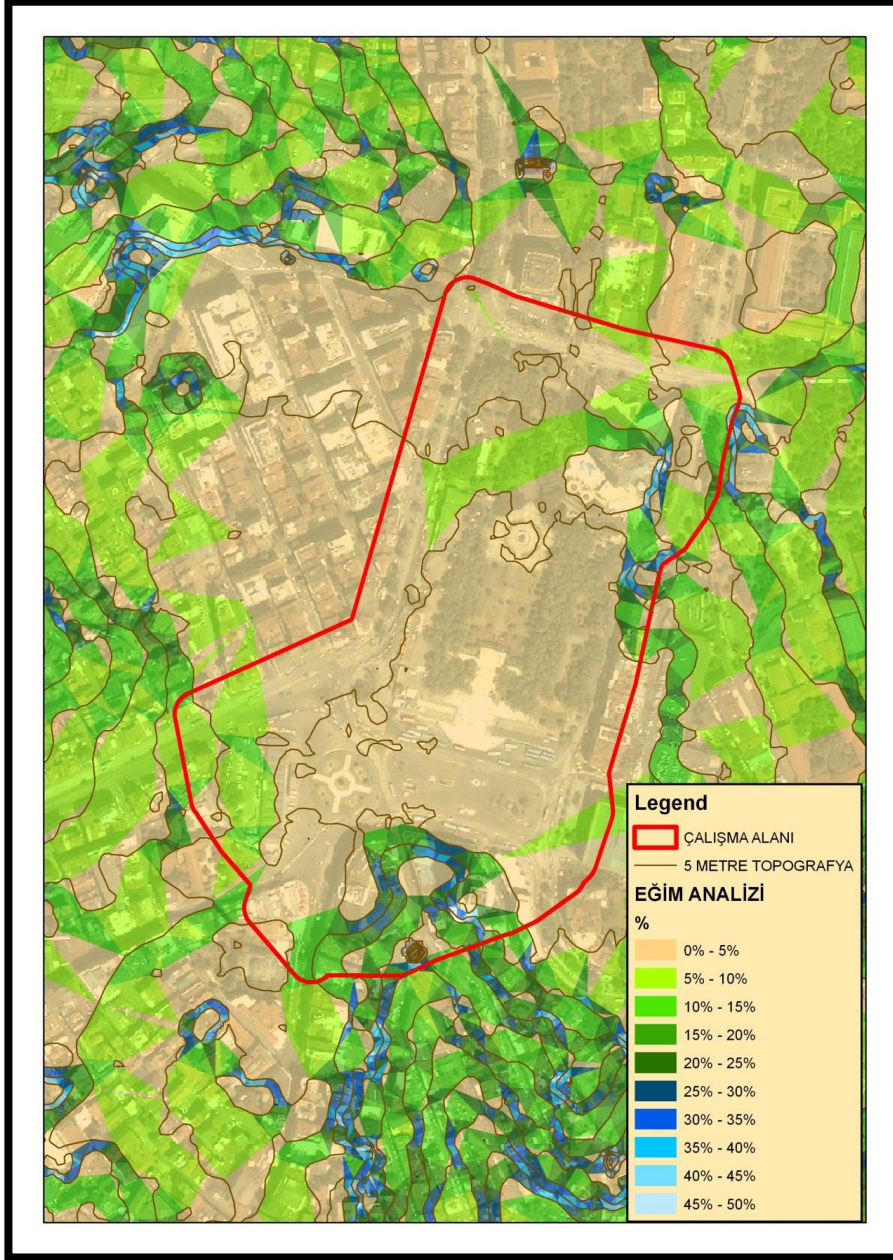 Legend
ÇALIŞMA ALANI
5 METRE TOPOGRAFYA
EĞİM ANALİZİ
%
0% - 5%
5% - 10%
10% - 15%
15% - 20%
20% - 25%
25% - 30%
30% - 35%
35% - 40%
40% - 45%
45% - 50%